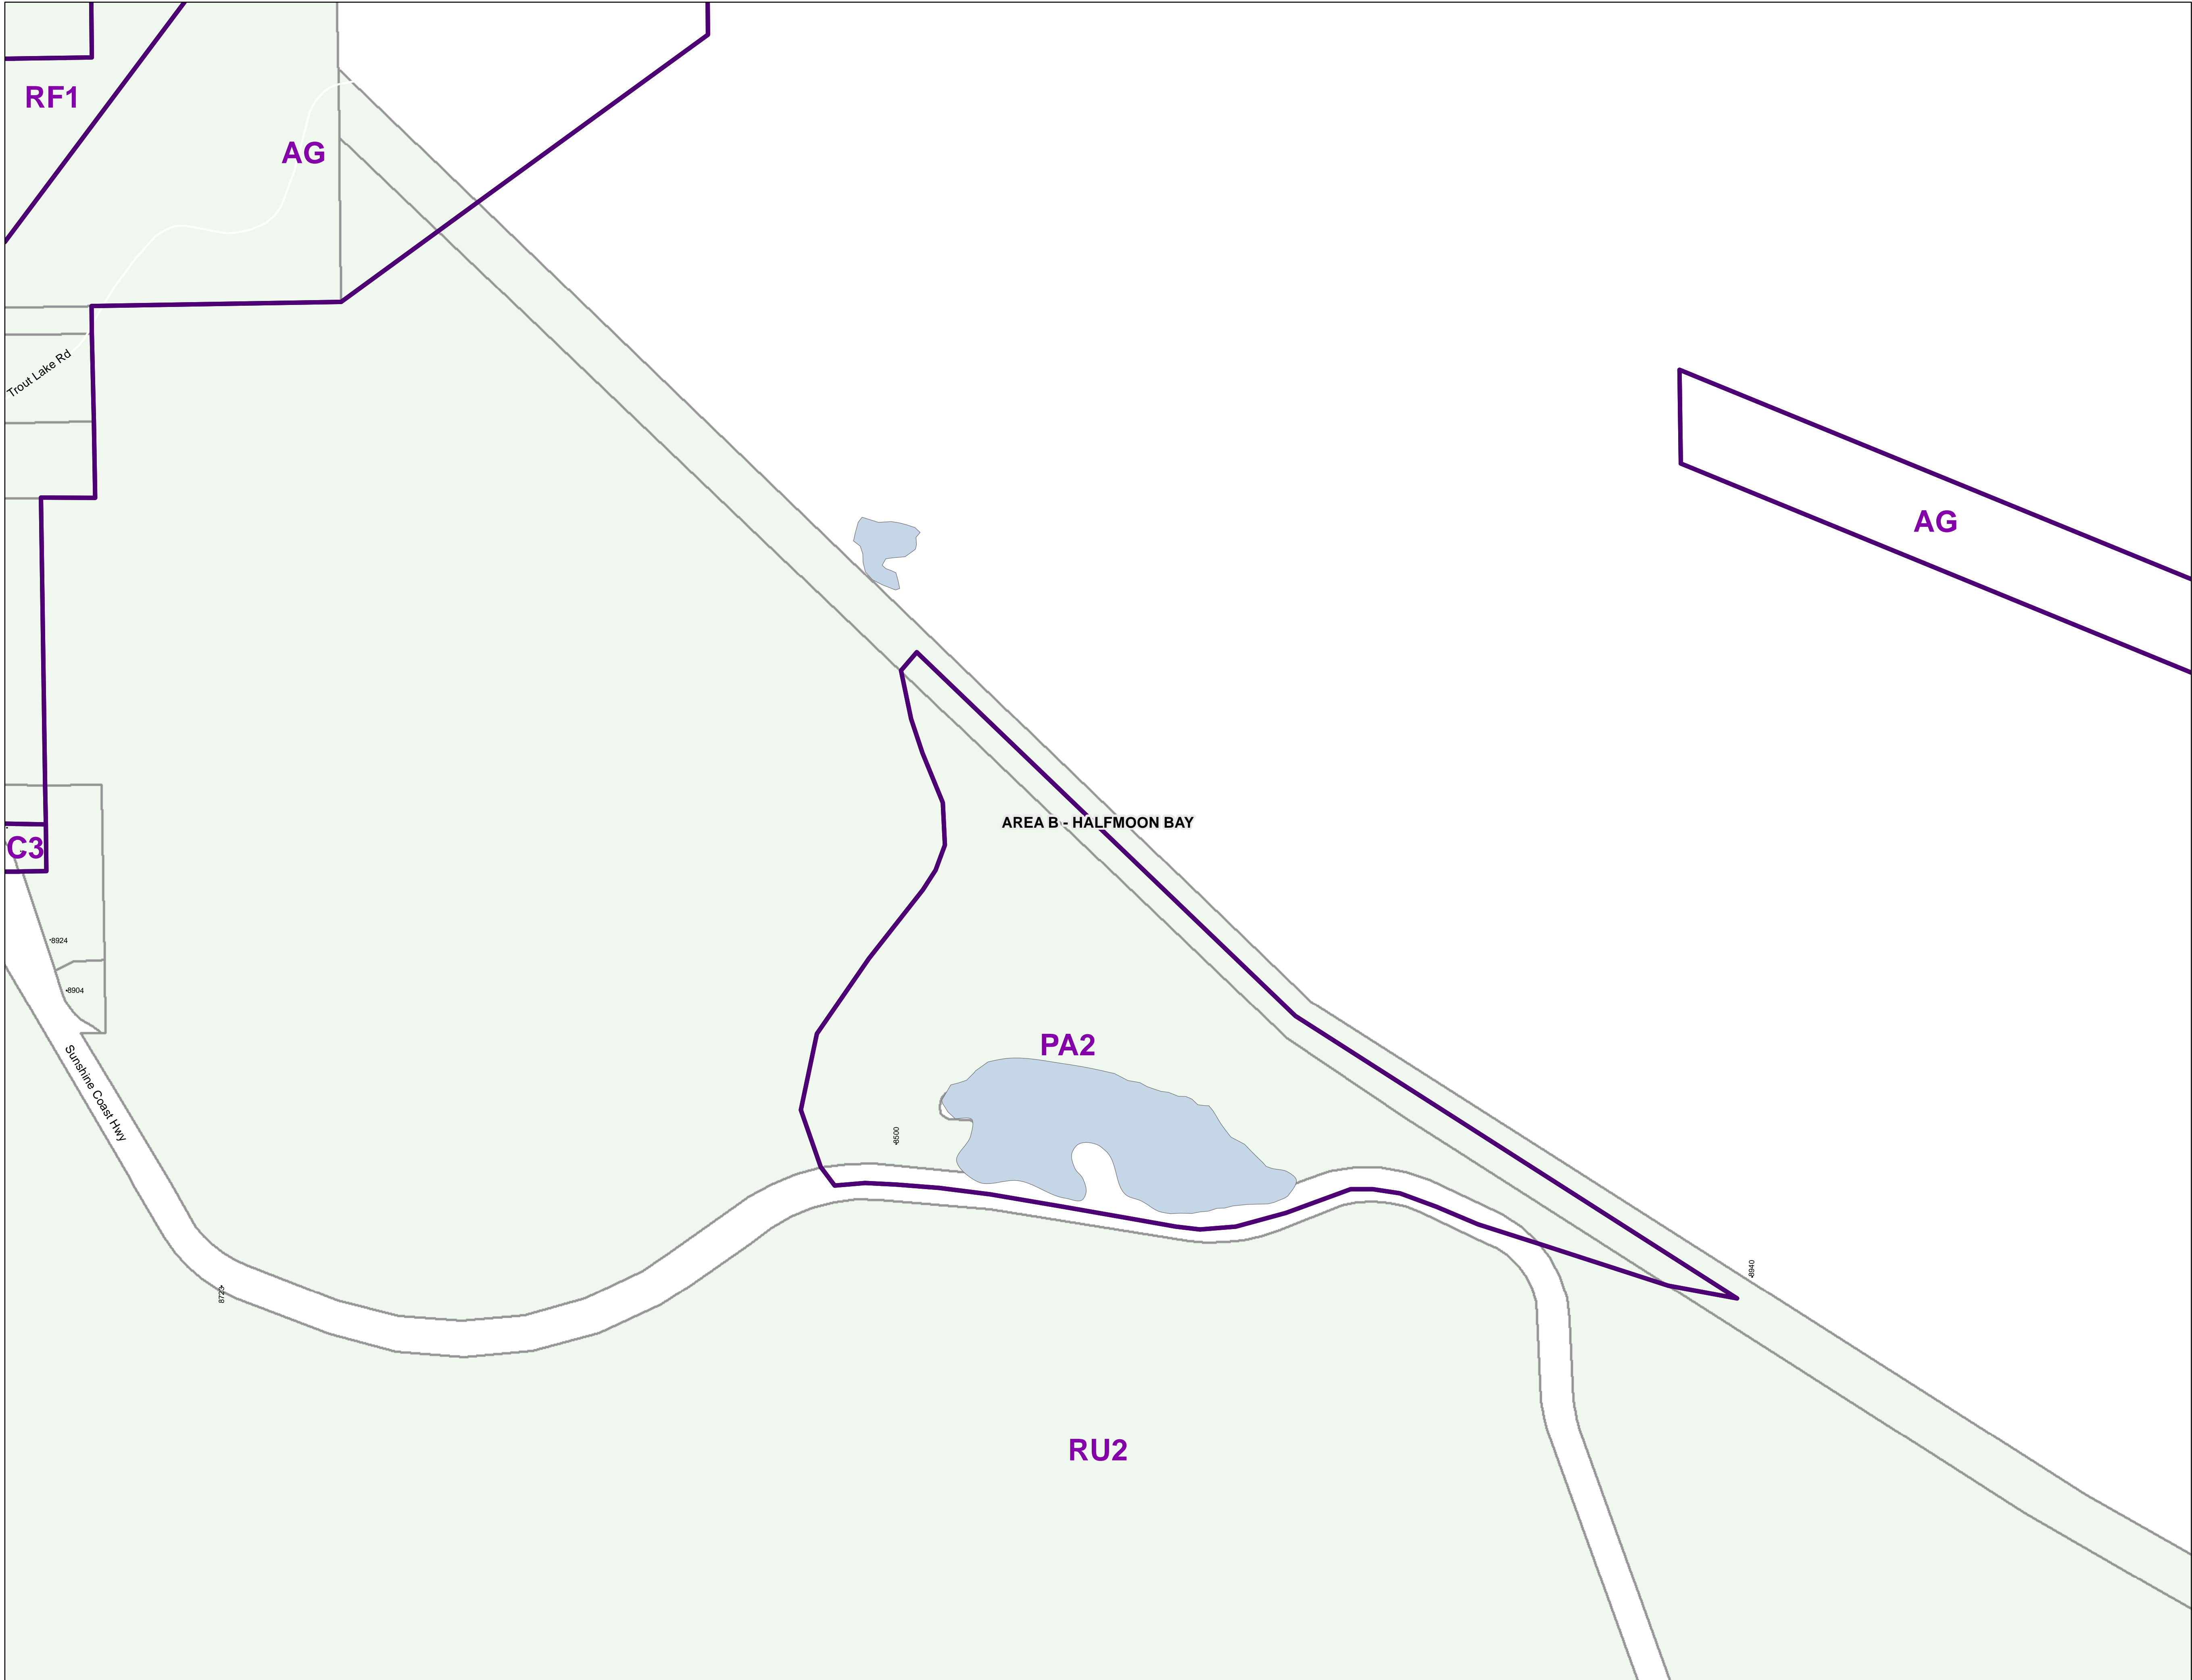 RF1
AG
Trout Lake Rd
AG
AREA B - HALFMOON BAY
C3
8924
8904
PA2
Sunshine Coast Hwy
8500
8940
8723
RU2